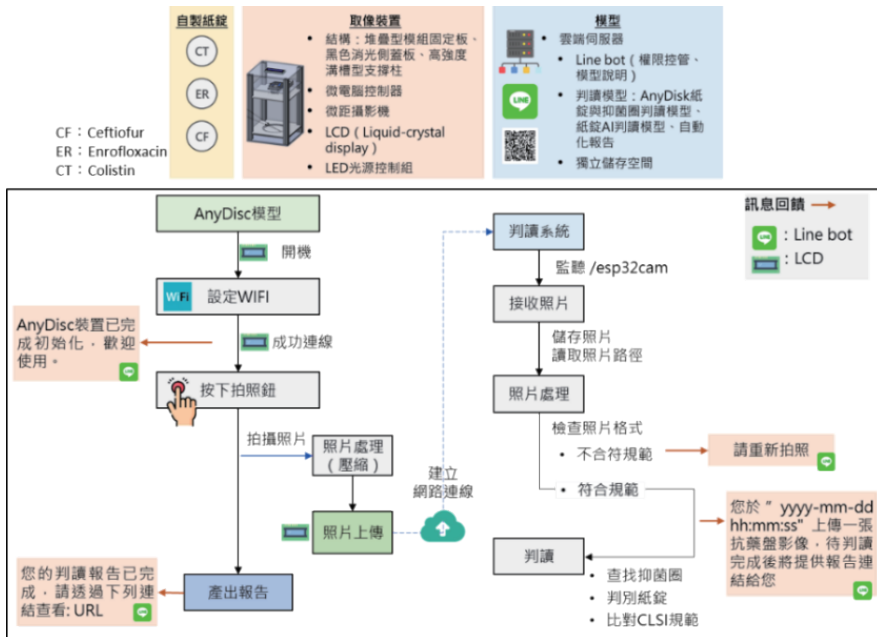 自製紙錠
CT
ER
CF
CF：Ceftiofur
ER：Enrofloxacin
CT：Colistin
取像裝置
• 結構：堆疊型模組固定板、
黑色消光側蓋板、高強度
溝槽型支撐柱
• 微電腦控制器
• 微距攝影機
• LCD（Liquid-crystal
display）
• LED光源控制組
模型
• 雲端伺服器
• Line bot（權限控管、
模型說明）
• 判讀模型：AnyDisk紙
錠與抑菌圈判讀模型、
紙錠AI判讀模型、自動
化報告
• 獨立儲存空間
LINE
AnyDisc模型
開機
WiFi
設定WIFI
成功連線
AnyDisc裝置已完
成初始化，歡迎
使用。
按下拍照鈕
拍攝照片
照片處理
（壓縮）
照片上傳
建立
網路連線
產出報告
您的判讀報告已完
成，請透過下列連
結查看: URL
判讀系統
監聽 /esp32cam
接收照片
儲存照片
讀取照片路徑
照片處理
檢查照片格式
• 不合符規範
請重新拍照
• 符合規範
您於” yyyy-mm-dd
hh:mm:ss” 上傳一張
抗藥盤影像，待判讀
完成後將提供報告連
結給您
判讀
• 查找抑菌圈
• 判別紙錠
• 比對CLSI規範
訊息回饋
：Line bot
：LCD